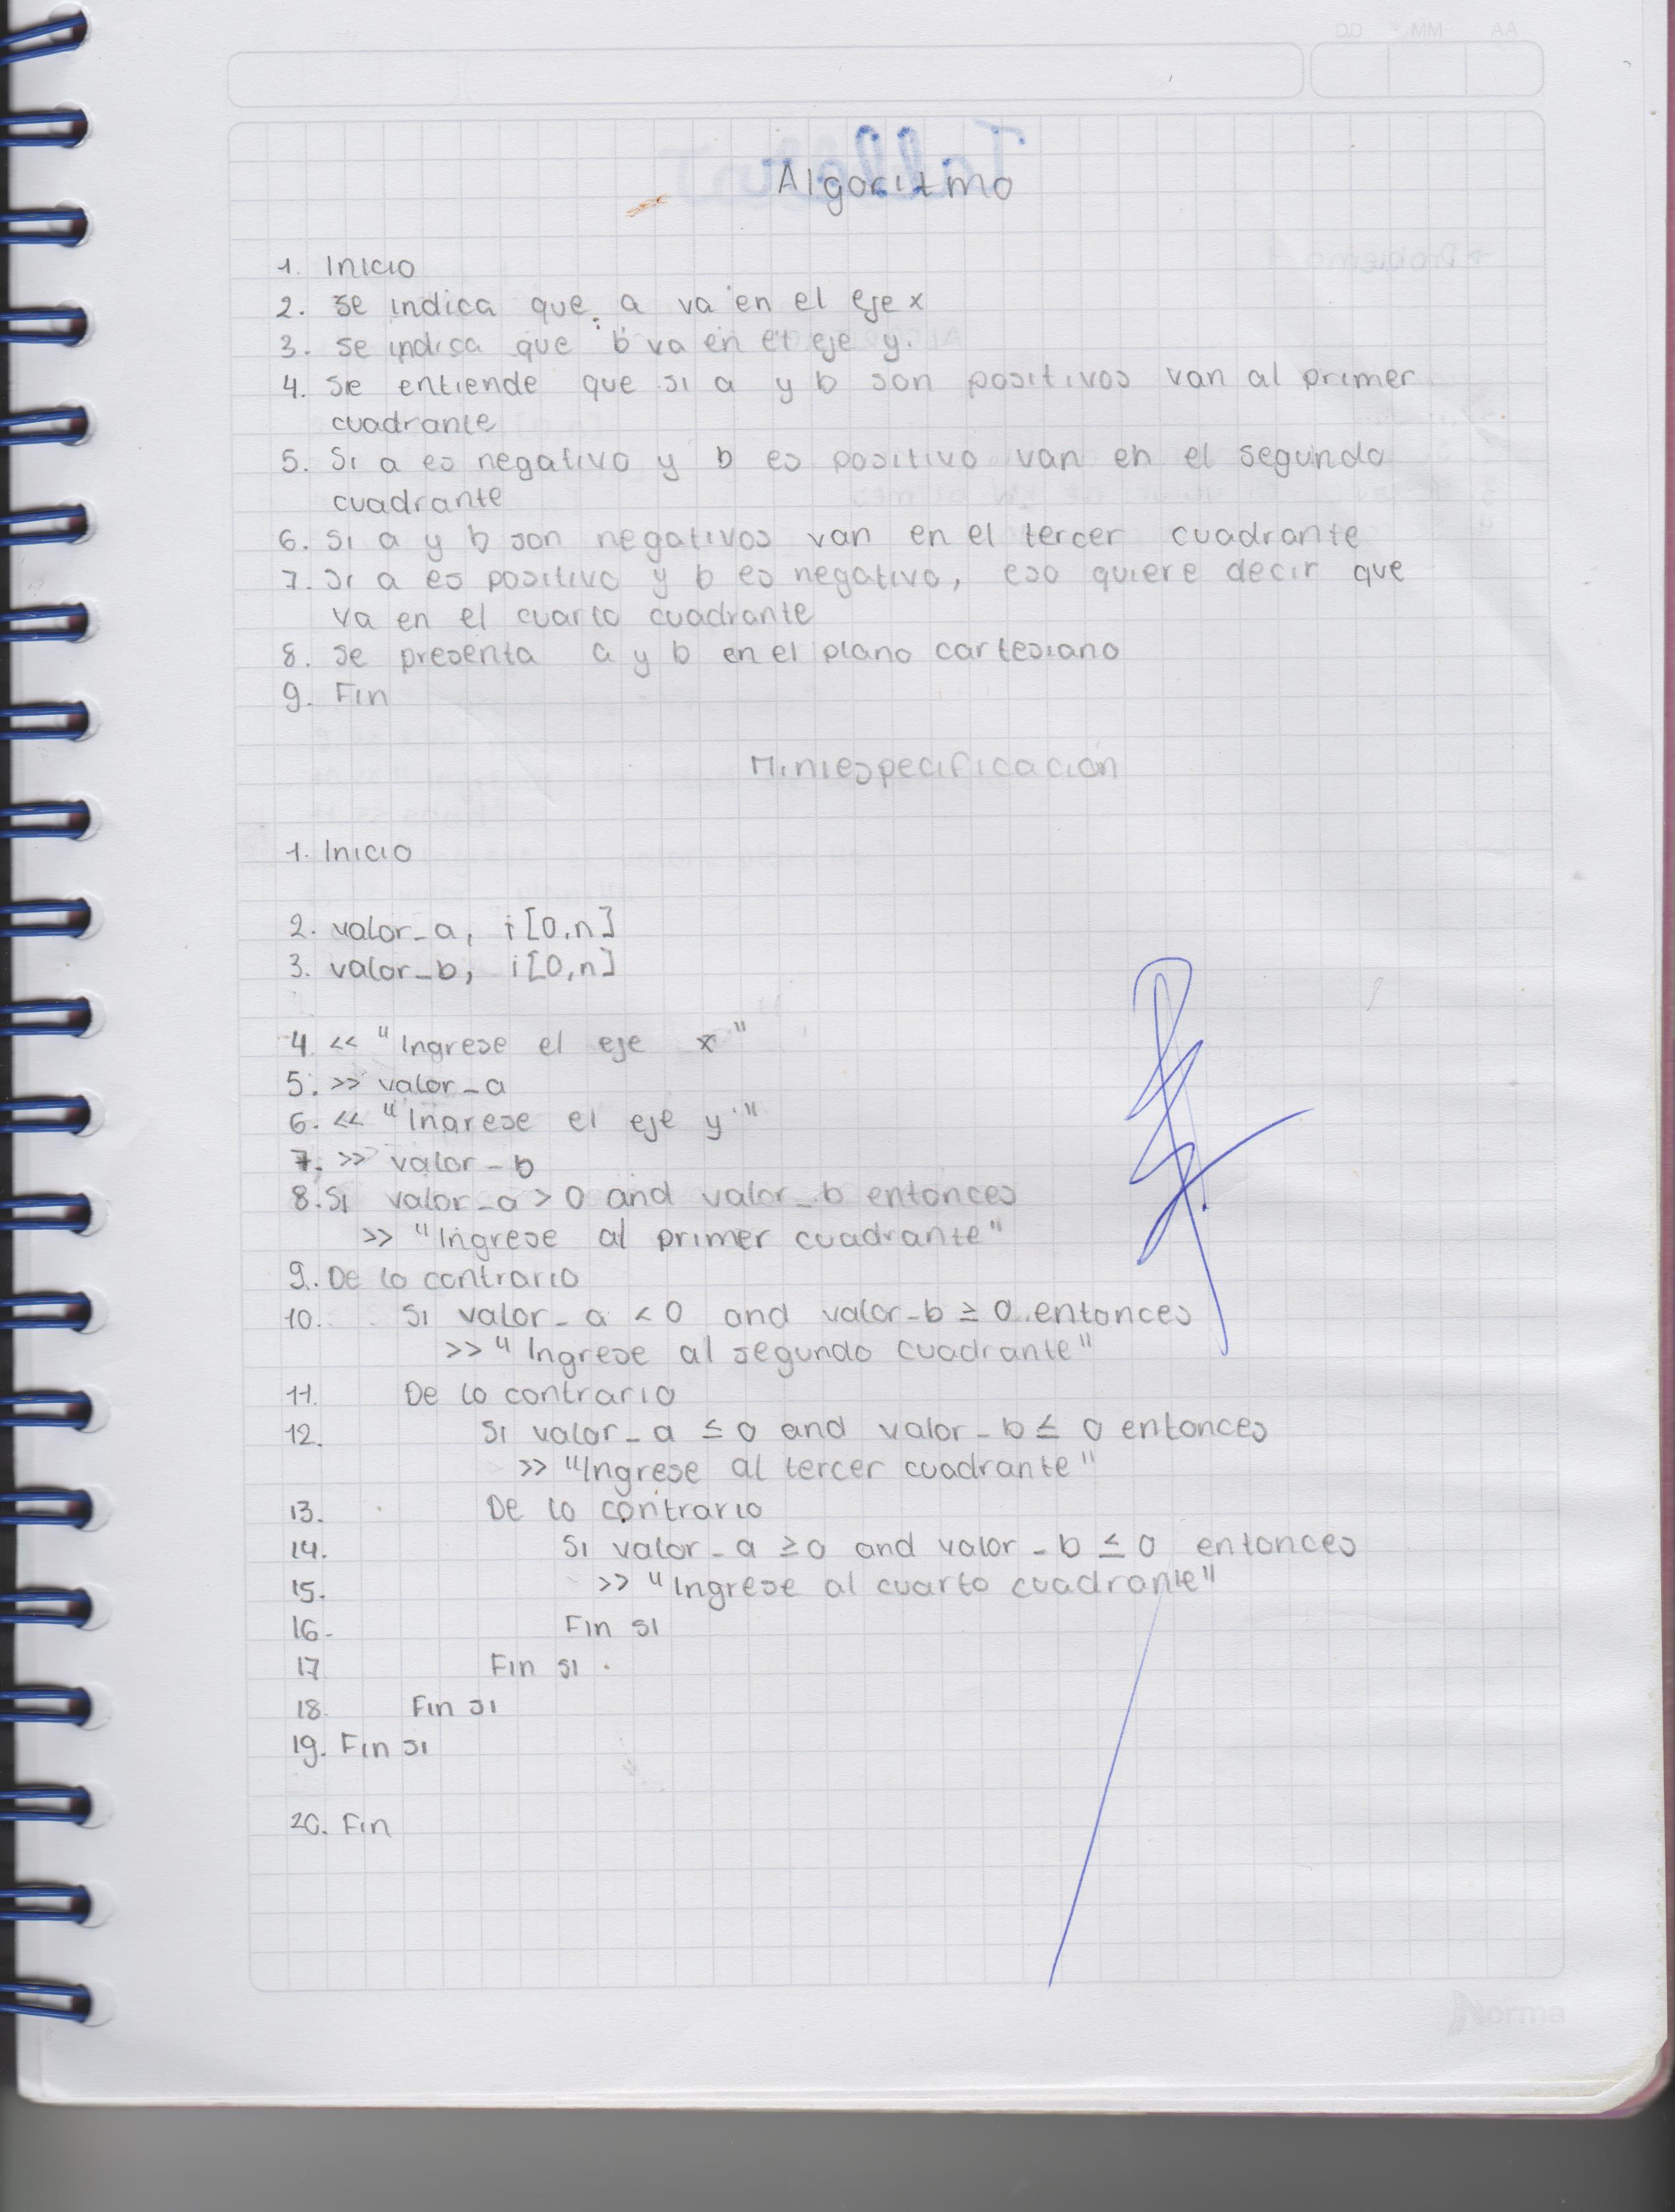 DD MM AA
Algoritmo
1. Inicio
2. Se indica que a va en el eje x
3. se indica que b va en el eje y.
4. Se entiende que si a y b son positivos van al primer
cuadrante
5. Si a es negativo y b es positivo van en el segundo
cuadrante
6. Si a y b son negativos van en el tercer cuadrante
7. Si a es positivo y b es negativo, eso quiere decir que
va en el cuarto cuadrante
8. Se presenta a y b en el plano cartesiano
9. Fin
Miniespecificación
1. Inicio
2. valor_a, i[0,n]
3. valor_b, i[0,n]
4. << "Ingrese el eje x"
5. >> valor_a
6. << "Ingrese el eje y"
7. >> valor_b
8. Si valor_a > 0 and valor_b entonces
>> "Ingrese al primer cuadrante"
9. De lo contrario
10. Si valor_a < 0 and valor_b ≥ 0 entonces
>> "Ingrese al segundo cuadrante"
11. De lo contrario
12. Si valor_a ≤ 0 and valor_b ≤ 0 entonces
>> "Ingrese al tercer cuadrante"
13. De lo contrario
14. Si valor_a ≥ 0 and valor_b ≤ 0 entonces
15. >> "Ingrese al cuarto cuadrante"
16. Fin si
17 Fin si
18. Fin si
19. Fin si
20. Fin
Norma